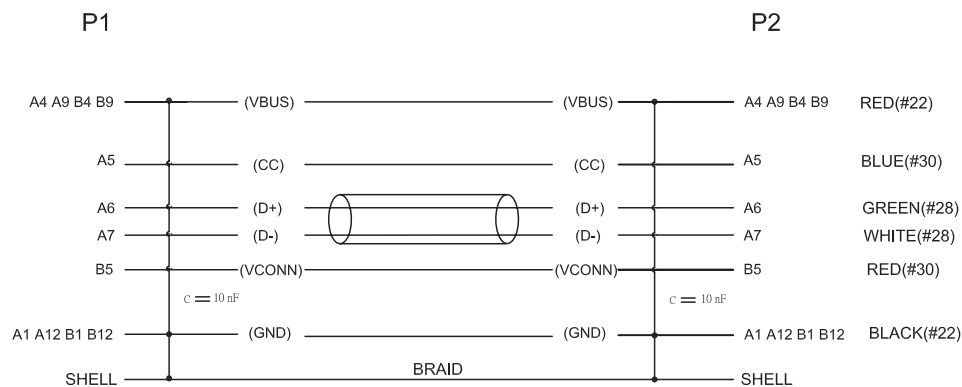 P1 P2
A4 A9 B4 B9 (VBUS) (VBUS) A4 A9 B4 B9 RED(#22)
A5 (CC) (CC) A5 BLUE(#30)
A6 (D+) (D+) A6 GREEN(#28)
A7 (D-) (D-) A7 WHITE(#28)
B5 (VCONN) (VCONN) B5 RED(#30)
C = 10 nF C = 10 nF
A1 A12 B1 B12 (GND) (GND) A1 A12 B1 B12 BLACK(#22)
SHELL BRAID SHELL